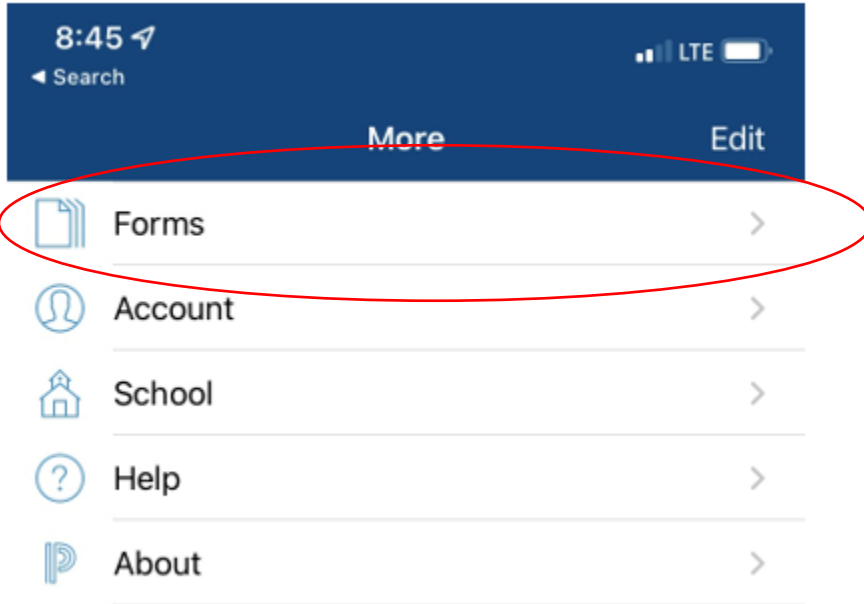 8:45
LTE
◀ Search
More
Edit
Forms
Account
School
?
Help
About